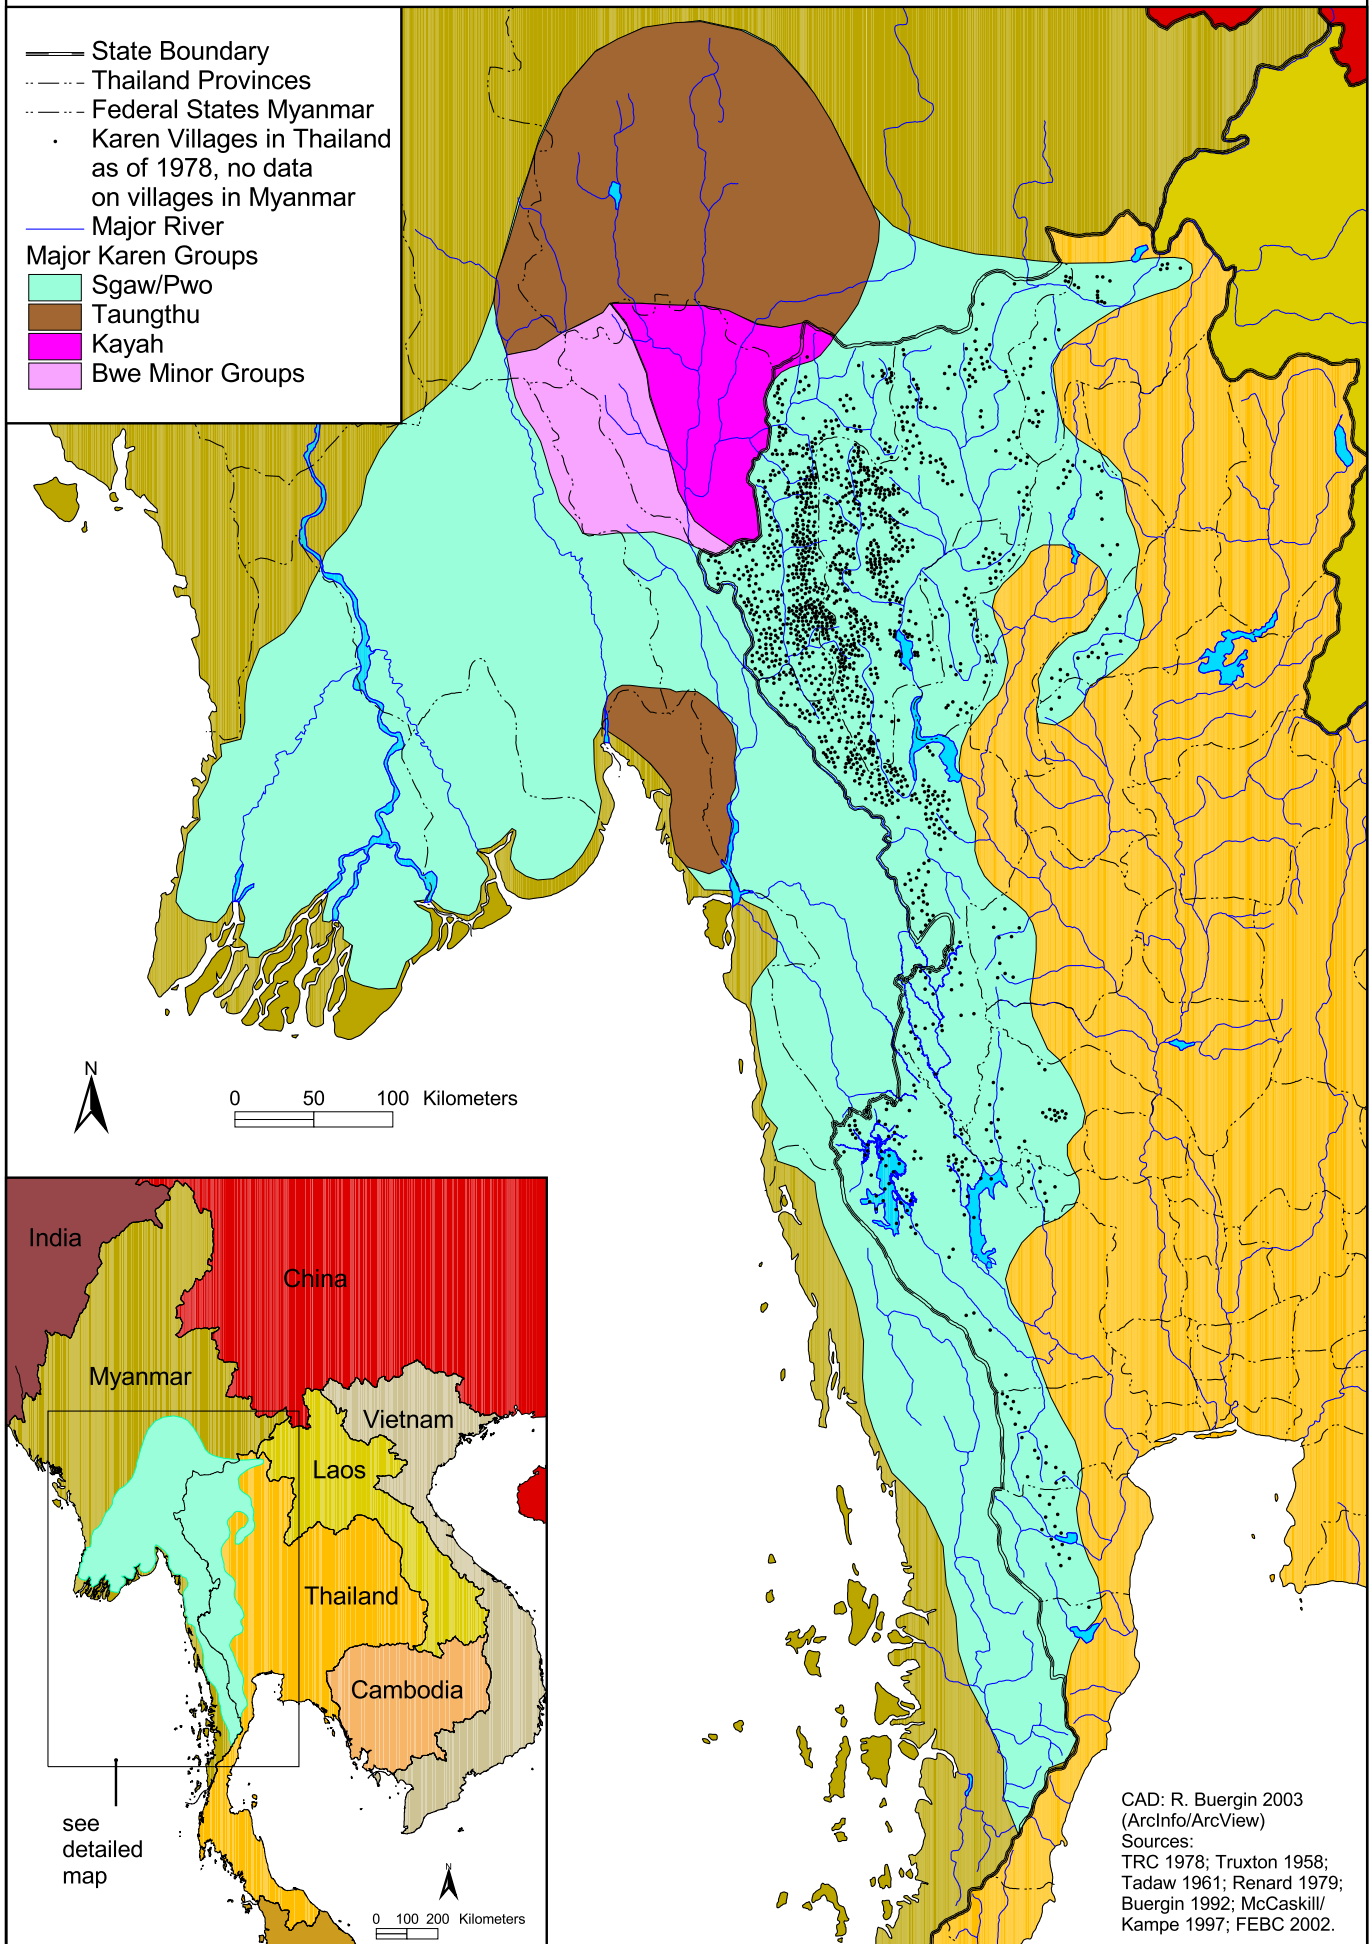 State Boundary
Thailand Provinces
Federal States Myanmar
Karen Villages in Thailand
as of 1978, no data
on villages in Myanmar
Major River
Major Karen Groups
Sgaw/Pwo
Taungthu
Kayah
Bwe Minor Groups
N
0 50 100 Kilometers
India
China
Myanmar
Vietnam
Laos
Thailand
Cambodia
see
detailed
map
N
0 100 200 Kilometers
CAD: R. Buergin 2003
(ArcInfo/ArcView)
Sources:
TRC 1978; Truxton 1958;
Tadaw 1961; Renard 1979;
Buergin 1992; McCaskill/
Kampe 1997; FEBC 2002.